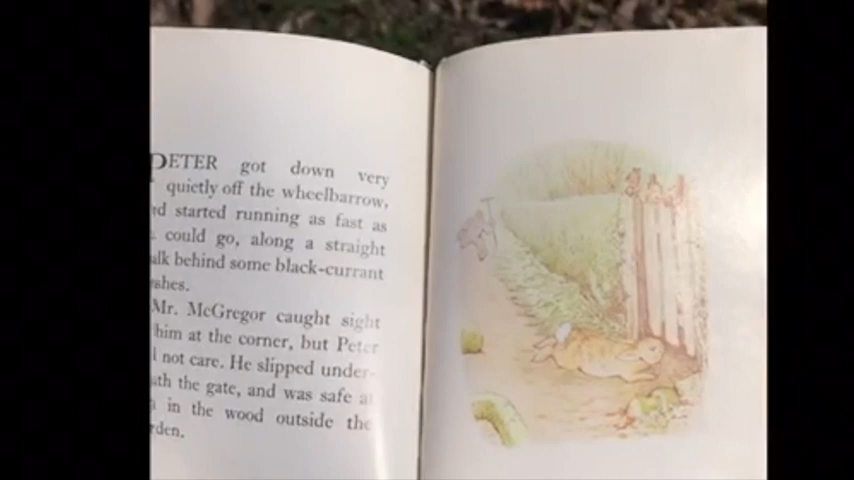 PETER got down very
quietly off the wheelbarrow,
started running as fast as
could go, along a straight
behind some black-currant
Mr. McGregor caught sight
him at the corner, but Peter
not care. He slipped under-
the gate, and was safe at
in the wood outside the